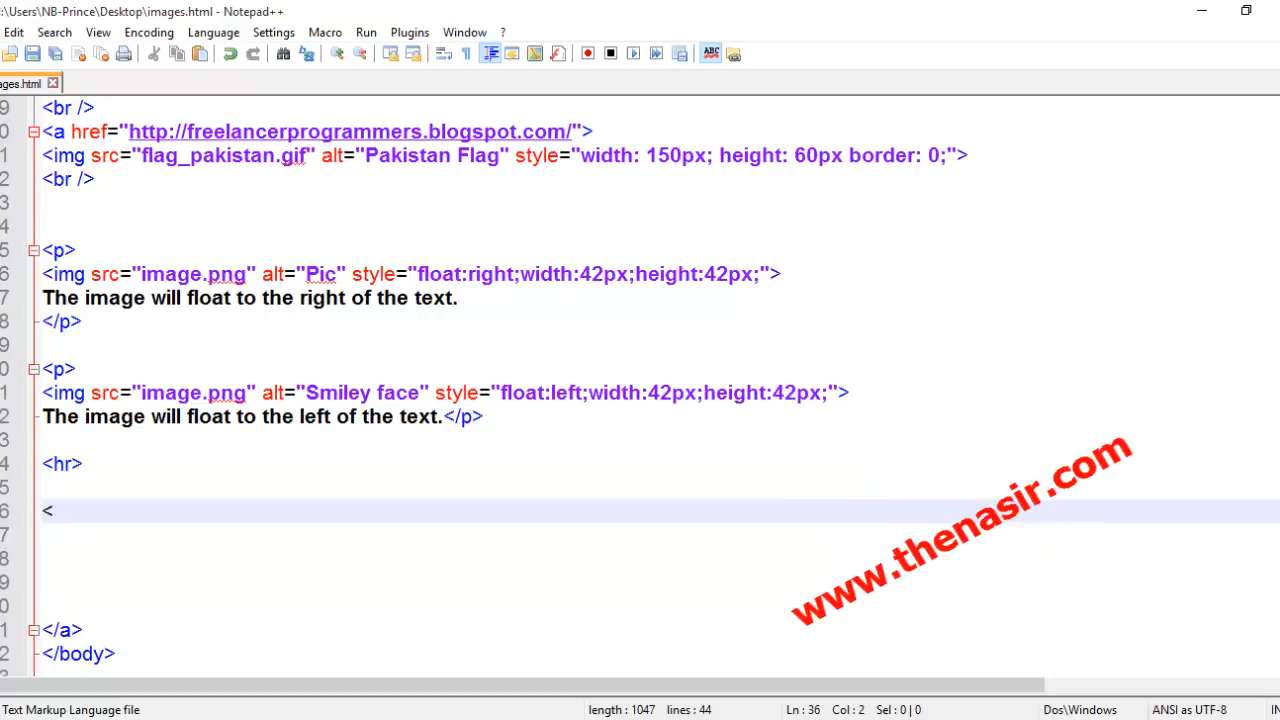 :\Users\NB-Prince\Desktop\images.html - Notepad++
Edit Search View Encoding Language Settings Macro Run Plugins Window ?
ABC
ages.html
9 <br />
0 <a href="http://freelancerprogrammers.blogspot.com/">
1 <img src="flag_pakistan.gif" alt="Pakistan Flag" style="width: 150px; height: 60px border: 0;">
2 <br />
3
4
5 <p>
6 <img src="image.png" alt="Pic" style="float:right;width:42px;height:42px;">
7 The image will float to the right of the text.
8 </p>
9
0 <p>
1 <img src="image.png" alt="Smiley face" style="float:left;width:42px;height:42px;">
2 The image will float to the left of the text.</p>
3
4 <hr>
5
6 <
7
8
9
0
1 </a>
2 </body>
www.thenasir.com
Text Markup Language file length : 1047 lines : 44 Ln : 36 Col : 2 Sel : 0 | 0 Dos\Windows ANSI as UTF-8 IN